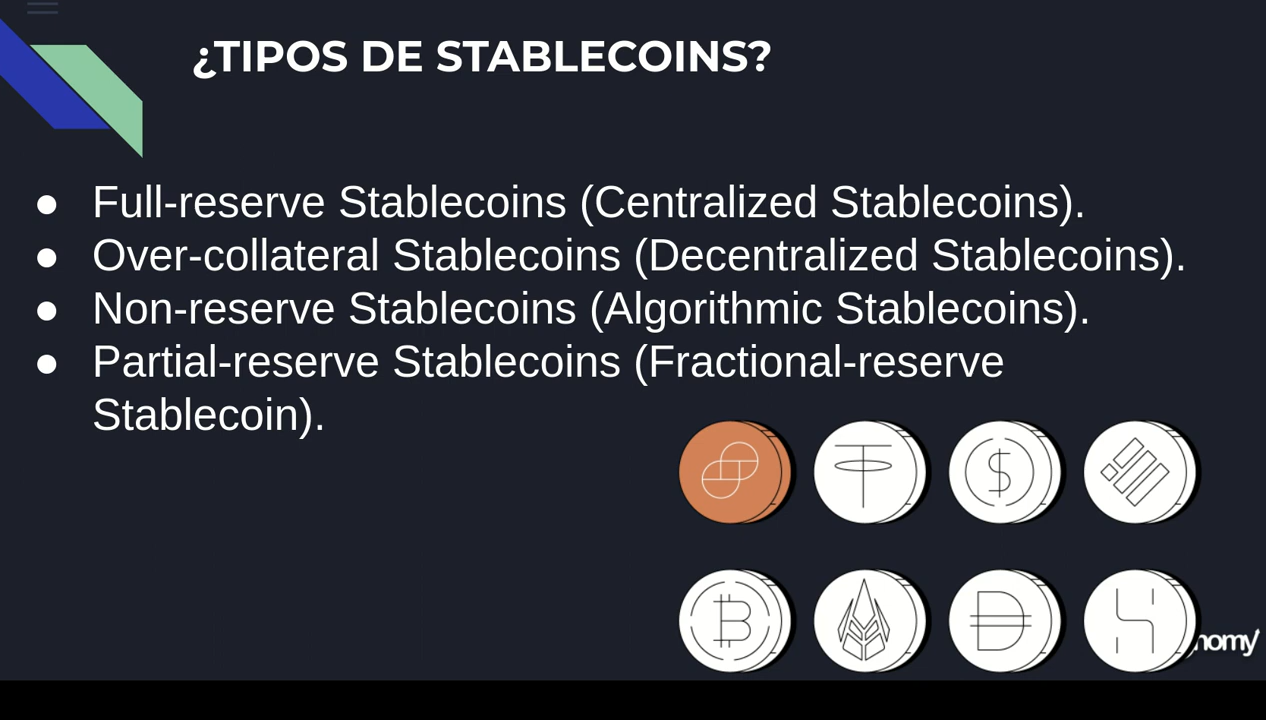 ¿TIPOS DE STABLECOINS?
● Full-reserve Stablecoins (Centralized Stablecoins).
● Over-collateral Stablecoins (Decentralized Stablecoins).
● Non-reserve Stablecoins (Algorithmic Stablecoins).
● Partial-reserve Stablecoins (Fractional-reserve
Stablecoin).
nomy